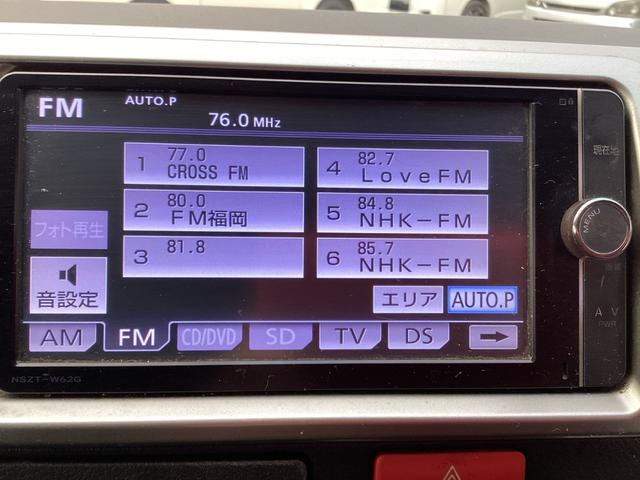 FM
AUTO.P
76.0 MHz
1 77.0 CROSS FM
4 82.7 LoveFM
2 80.0 FM福岡
5 84.8 NHK-FM
3 81.8
6 85.7 NHK-FM
フォト再生
音設定
エリア
AUTO.P
AM
FM
CD/DVD
SD
TV
DS
NSZT-W62G
現在地
MENU
AV
PWR